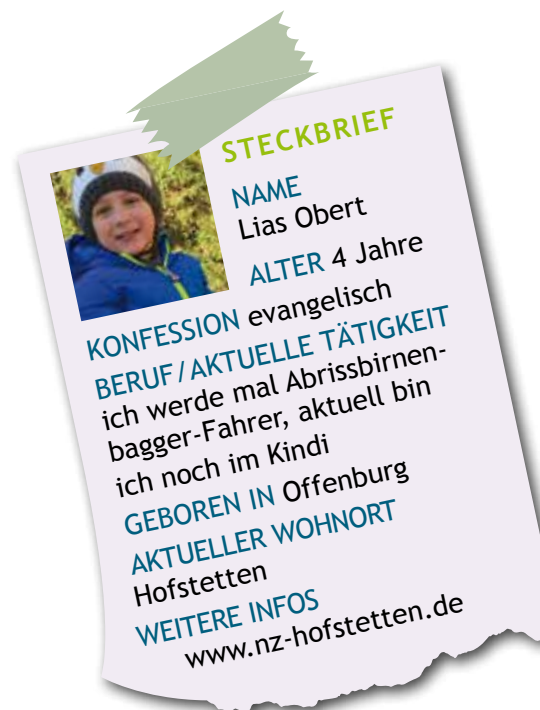 STECKBRIEF
NAME
Lias Obert
ALTER 4 Jahre
KONFESSION evangelisch
BERUF/AKTUELLE TÄTIGKEIT
ich werde mal Abrissbirnen-
bagger-Fahrer, aktuell bin
ich noch im Kindi
GEBOREN IN Offenburg
AKTUELLER WOHNORT
Hofstetten
WEITERE INFOS
www.nz-hofstetten.de